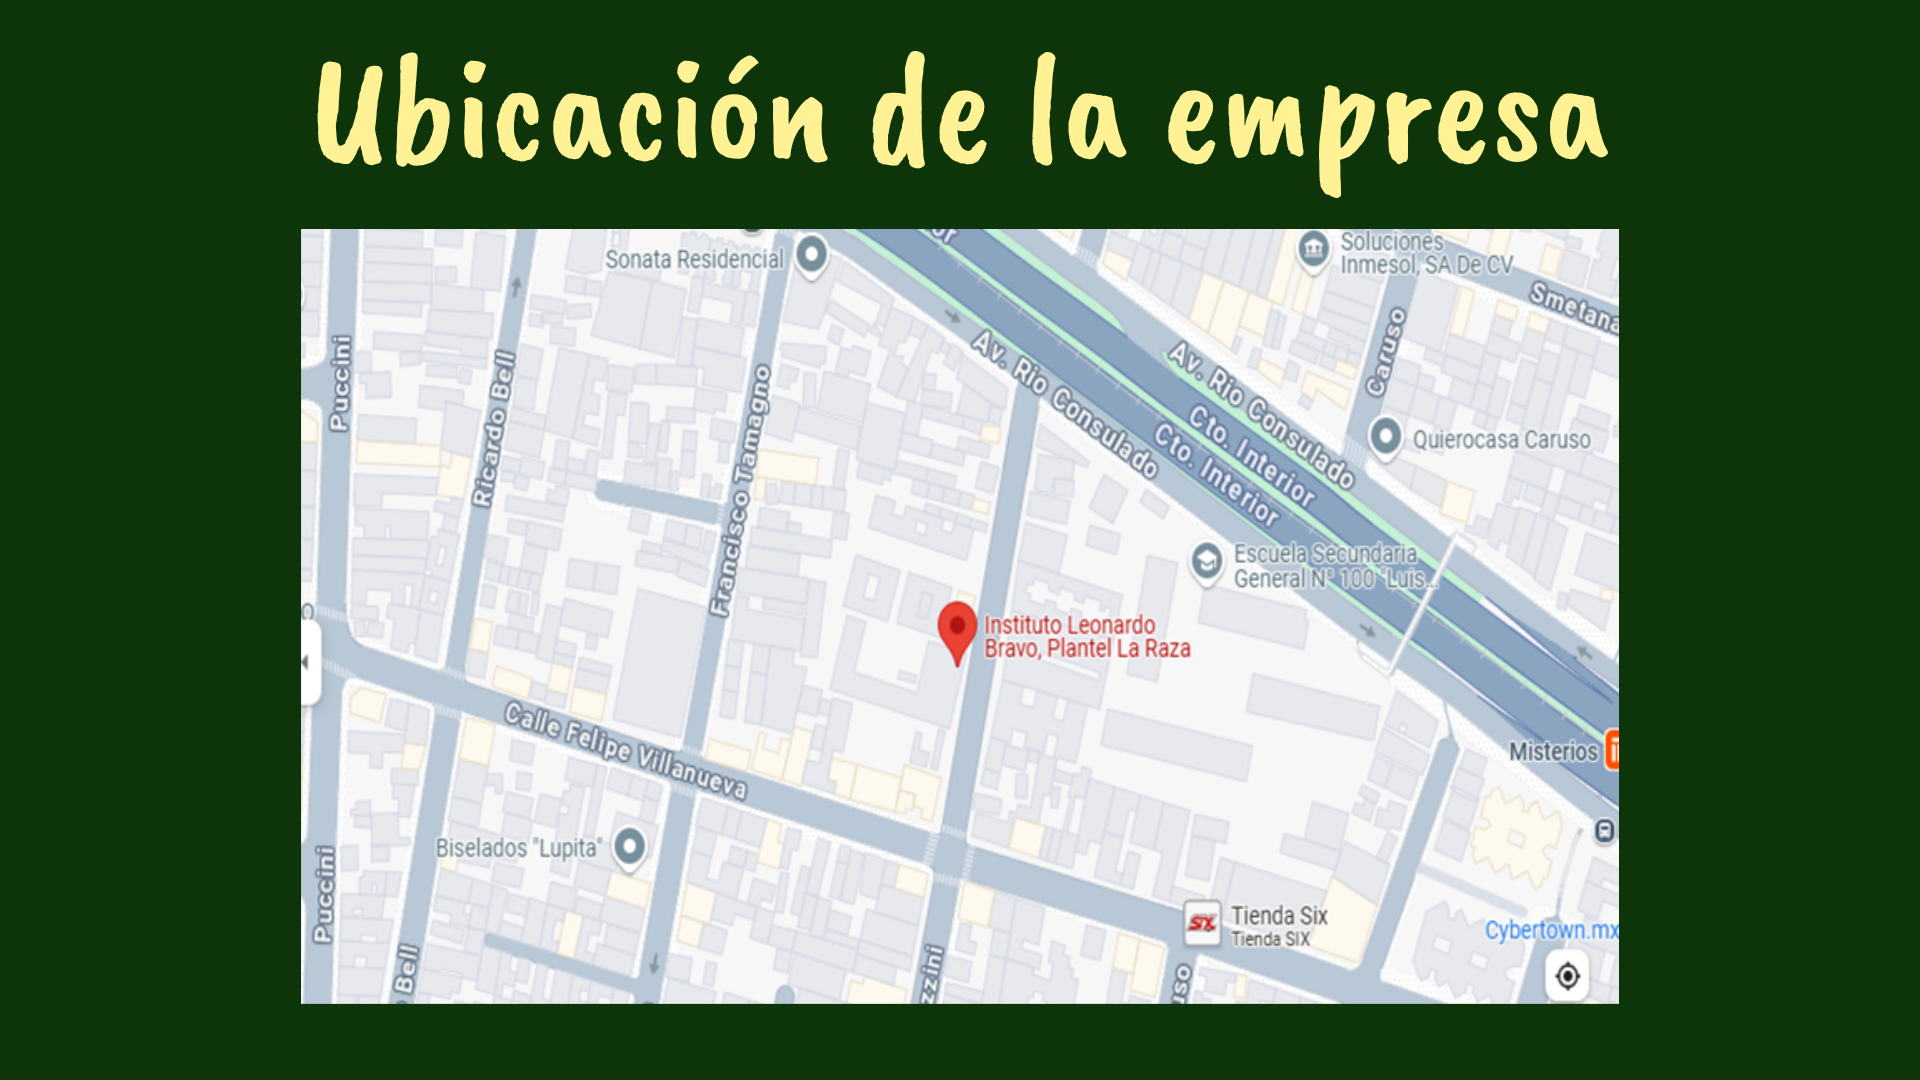 Ubicación de la empresa
Sonata Residencial
Soluciones
Inmesol, SA De CV
Smetana
Puccini
Ricardo Bell
Francisco Tamagno
Av. Rio Consulado
Av. Rio Consulado
Caruso
Cto. Interior
Cto. Interior
Quierocasa Caruso
Escuela Secundaria
General N° 100 "Luis...
Instituto Leonardo
Bravo, Plantel La Raza
Calle Felipe Villanueva
Misterios
Biselados "Lupita"
Puccini
Bell
zzini
uso
SIX
Tienda Six
Tienda SIX
Cybertown.mx